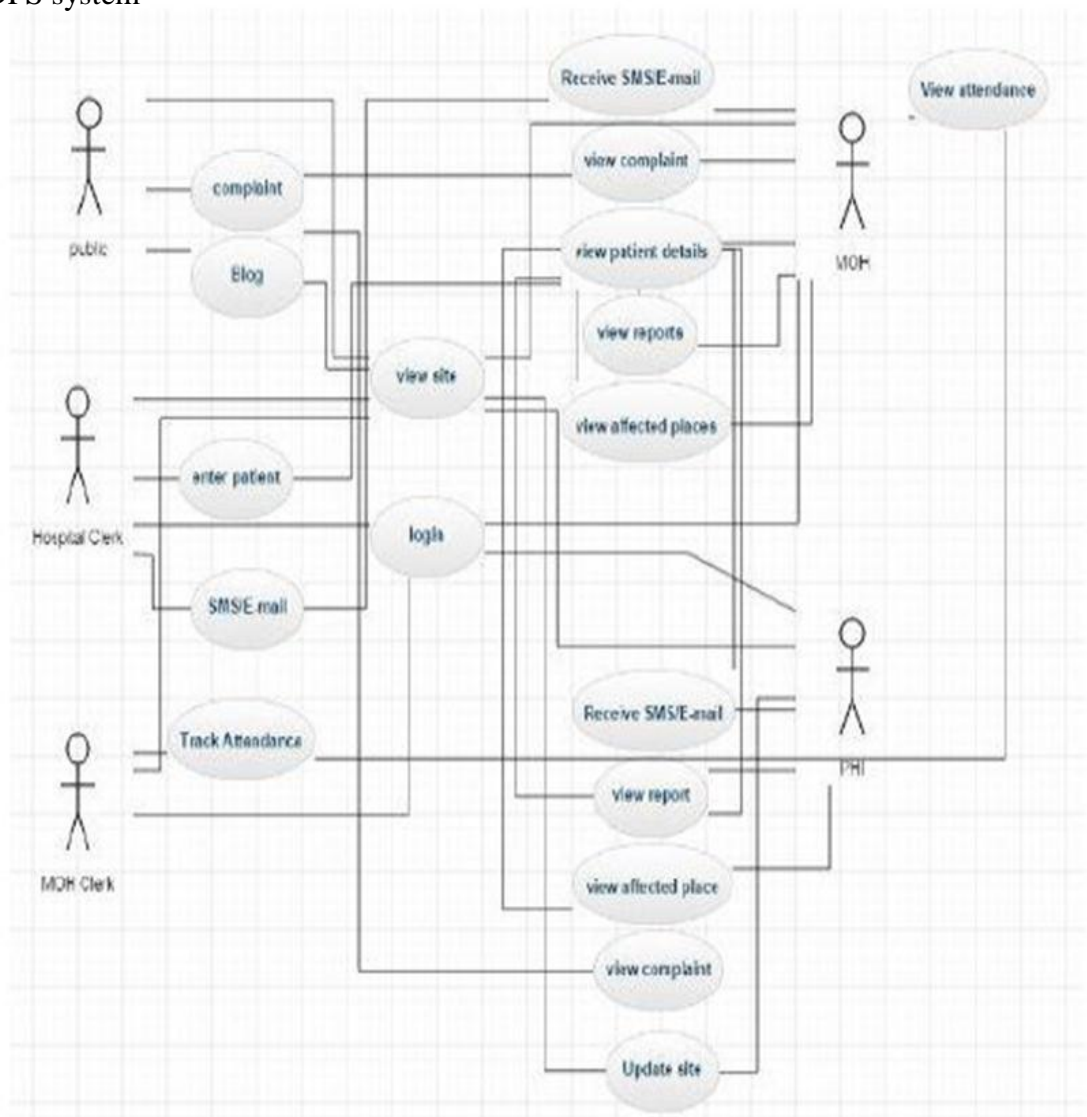 system
Receive SMS/E-mail
View attendance
view complaint
complaint
public
view patient details
MOH
Blog
view reports
view site
view affected places
enter patient
Hospital Clerk
login
SMS/E-mail
Receive SMS/E-mail
Track Attendance
PHI
view report
MOH Clerk
view affected place
view complaint
Update site